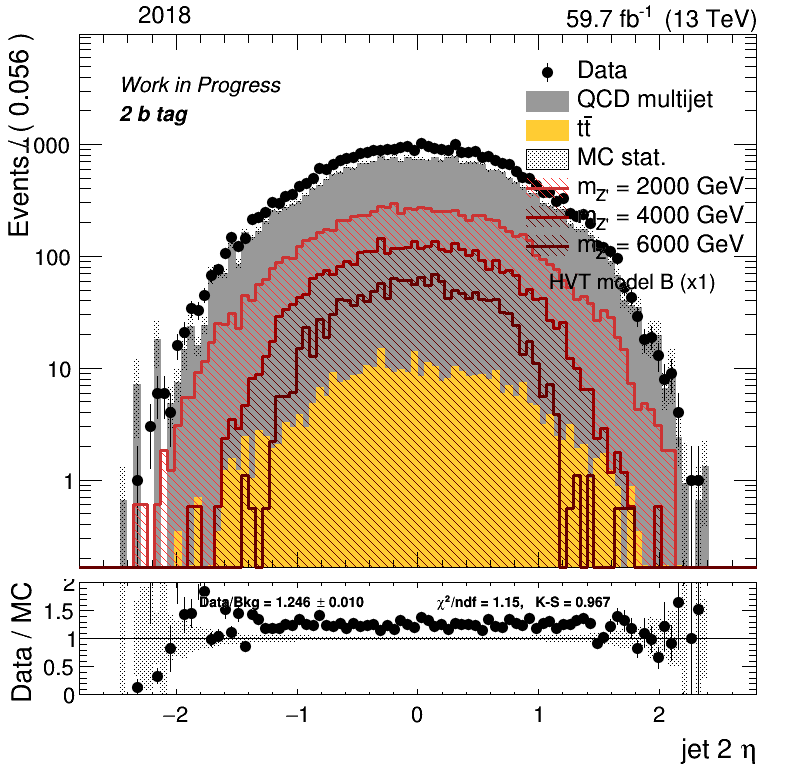 2018
59.7 fb⁻¹ (13 TeV)
Events / ( 0.056 )
Work in Progress
2 b tag
Data
QCD multijet
tt̄
MC stat.
m_Z' = 2000 GeV
m_Z' = 4000 GeV
m_Z' = 6000 GeV
HVT model B (x1)
1000
100
10
1
Data / MC
2
1.5
1
0.5
0
Data/Bkg = 1.246 ± 0.010
χ²/ndf = 1.15, K-S = 0.967
−2
−1
0
1
2
jet 2 η